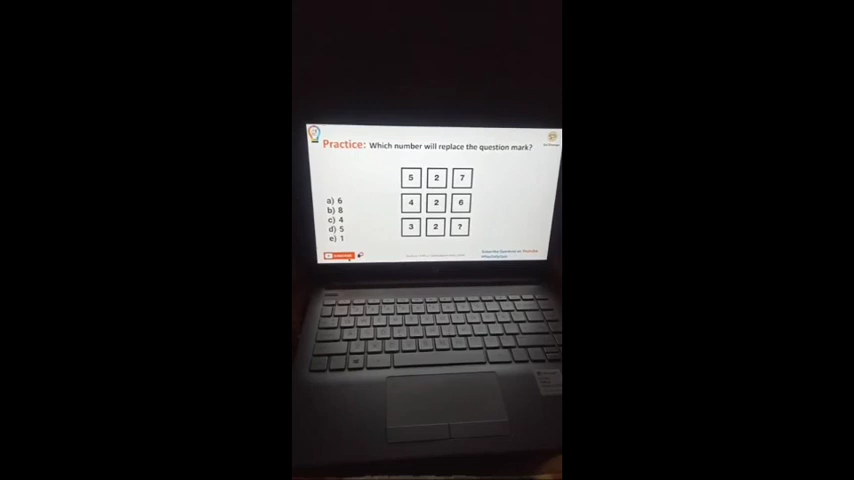 Practice: Which number will replace the question mark?
5 2 7
4 2 6
3 2 ?
a) 6
b) 8
c) 4
d) 5
e) 1